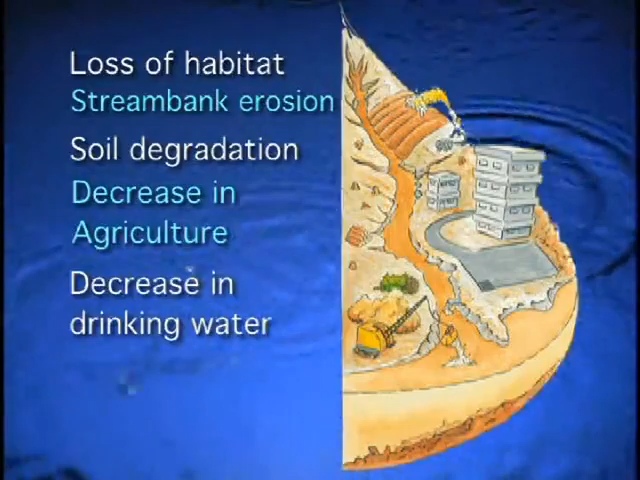 Loss of habitat
Streambank erosion
Soil degradation
Decrease in
Agriculture
Decrease in
drinking water